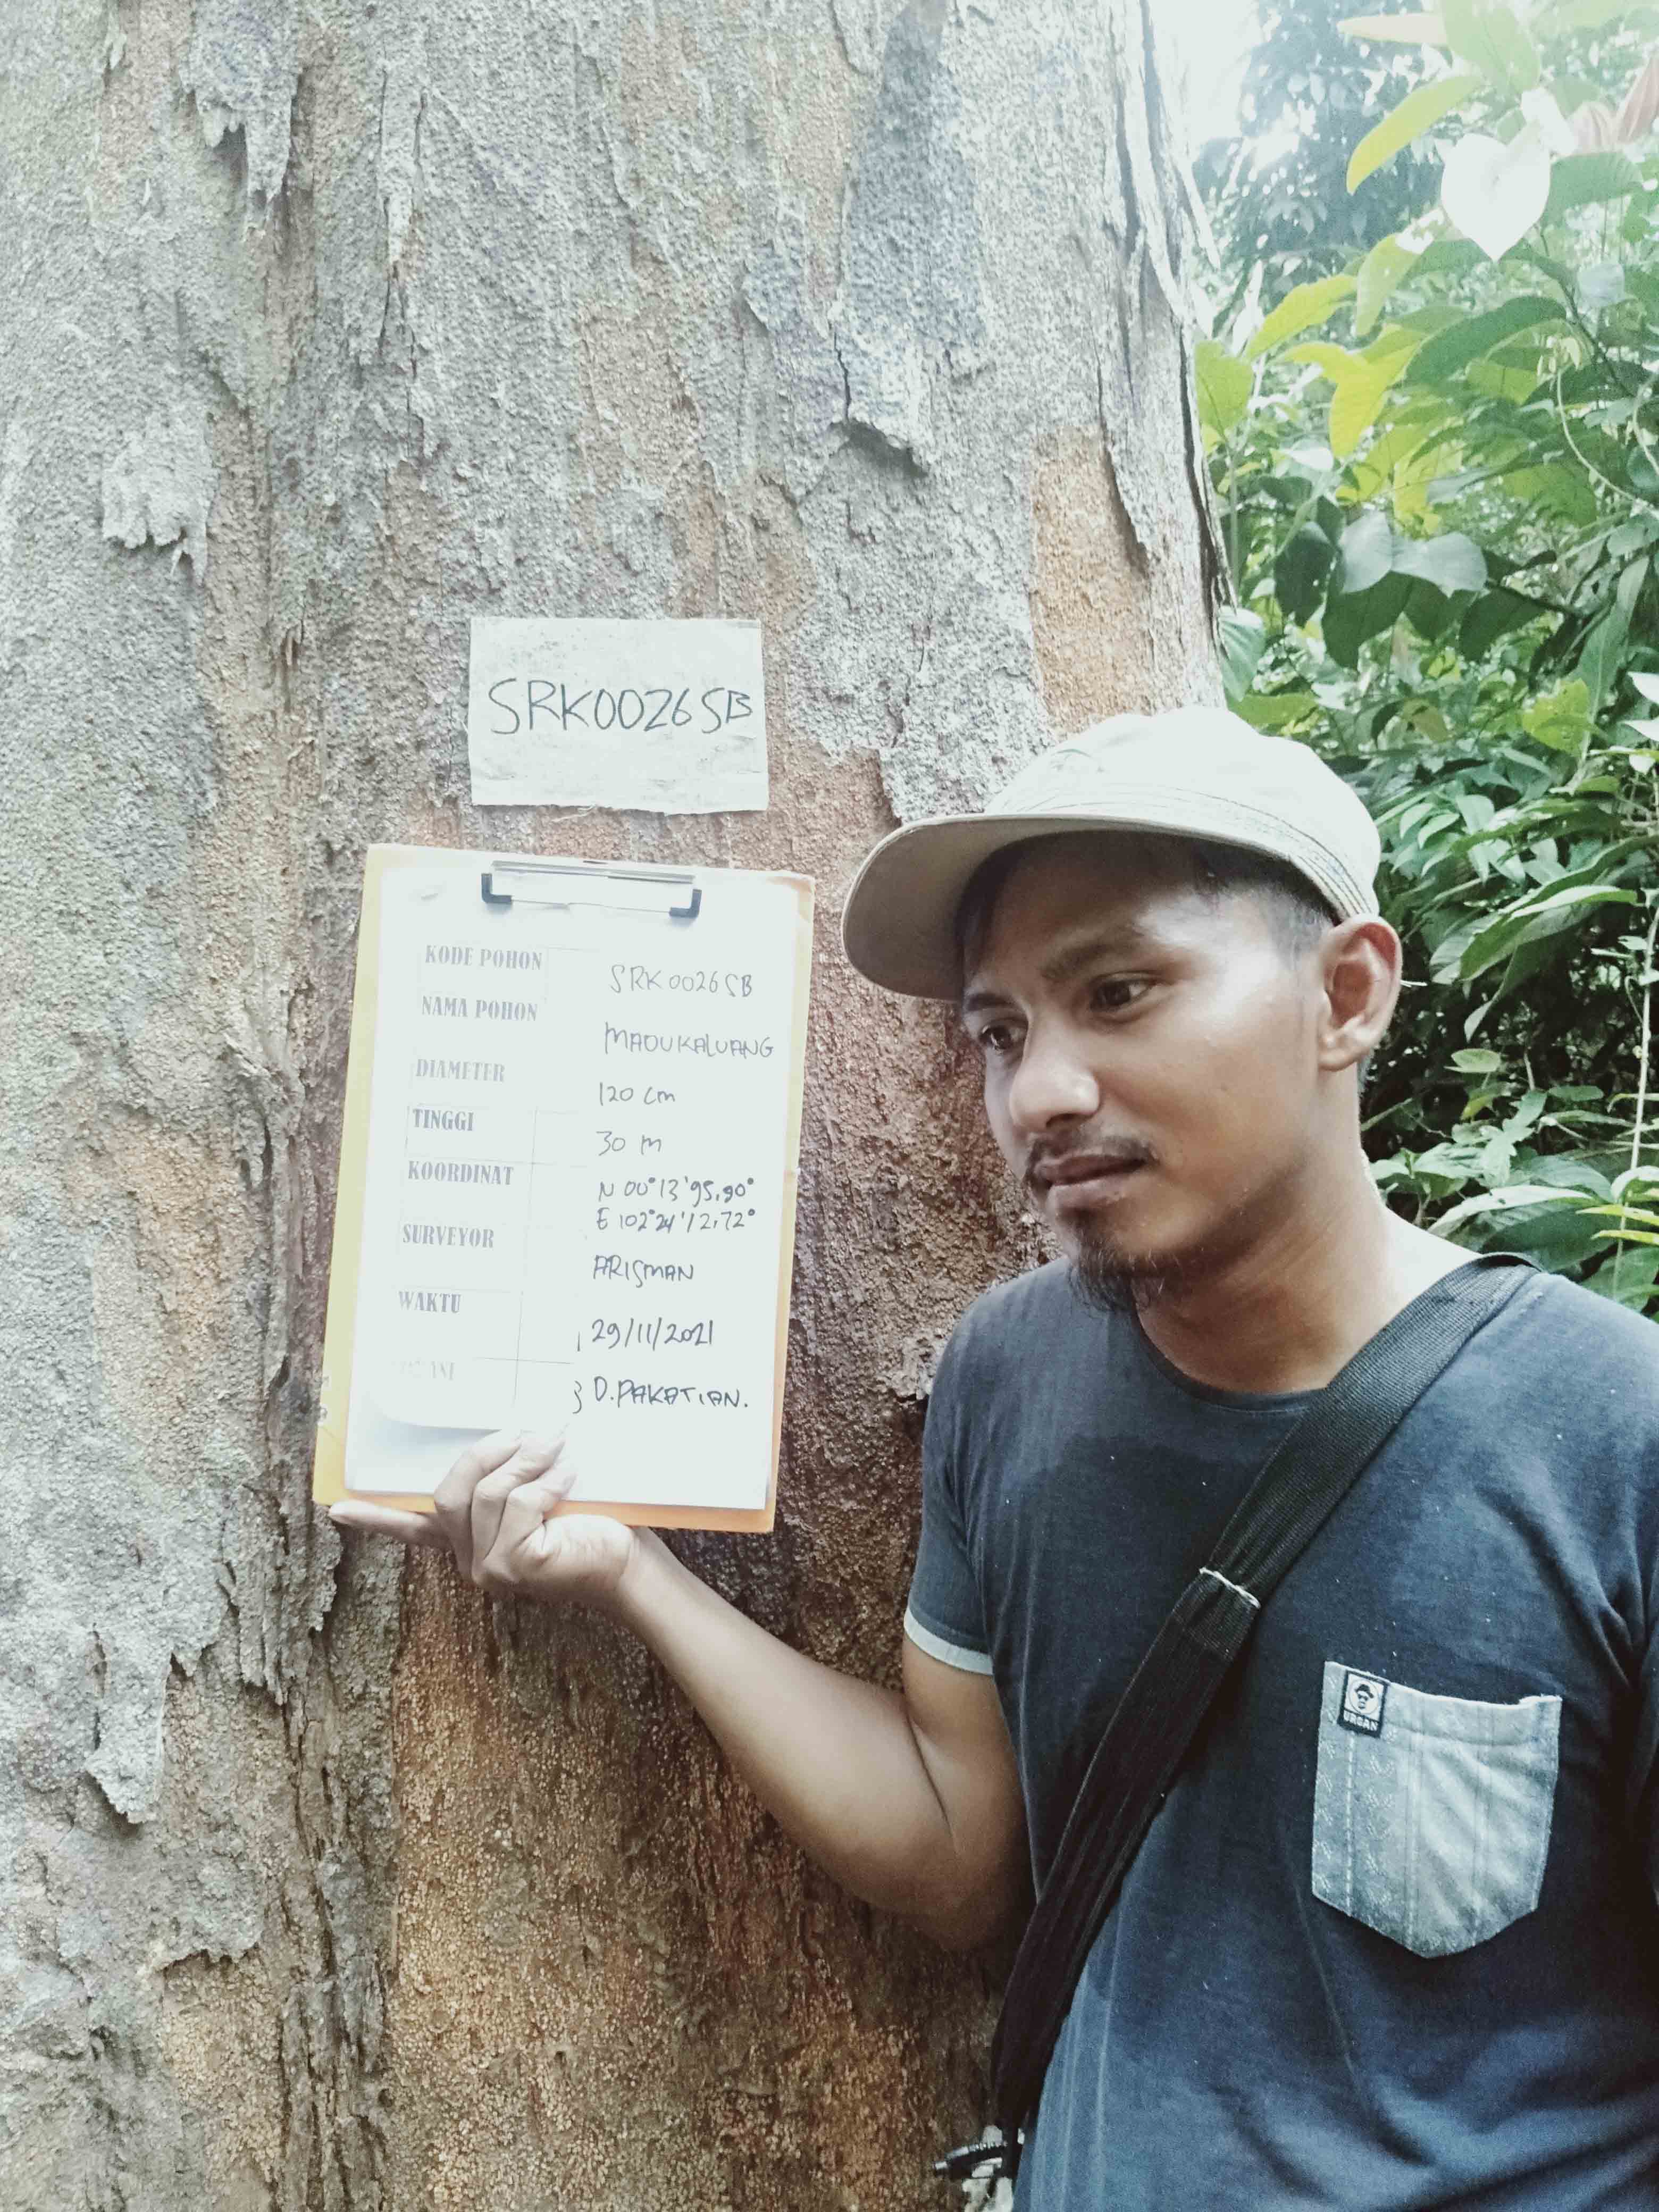 SRK0026SB
KODE POHON SRK0026SB
NAMA POHON MADUKALUANG
DIAMETER 120 cm
TINGGI 30 m
KOORDINAT N 00°13'95,90°
E 102°24'12,72°
SURVEYOR ARISMAN
WAKTU 29/11/2021
D.PAKATIAN.
URBAN